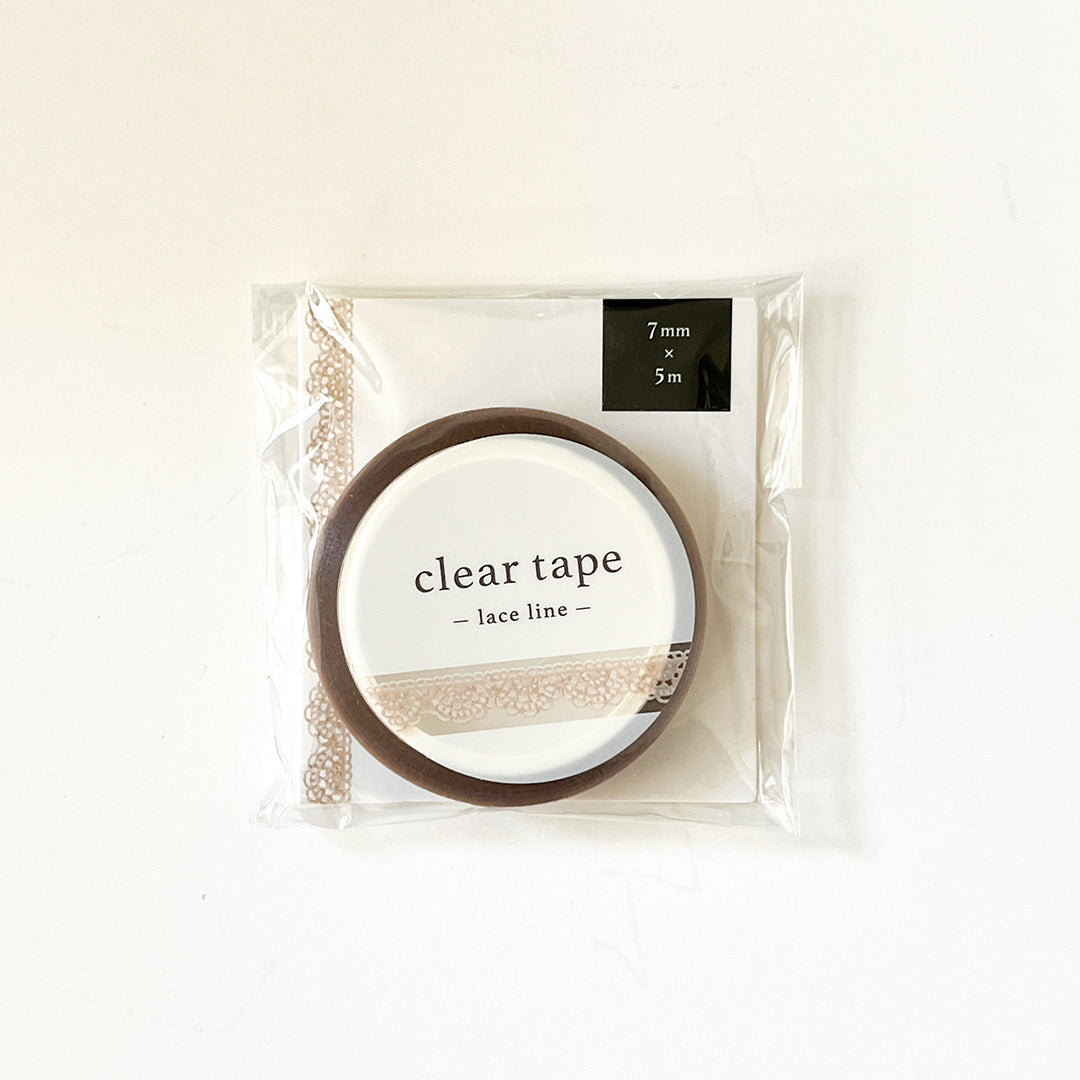 7mm
×
5m
clear tape
– lace line –